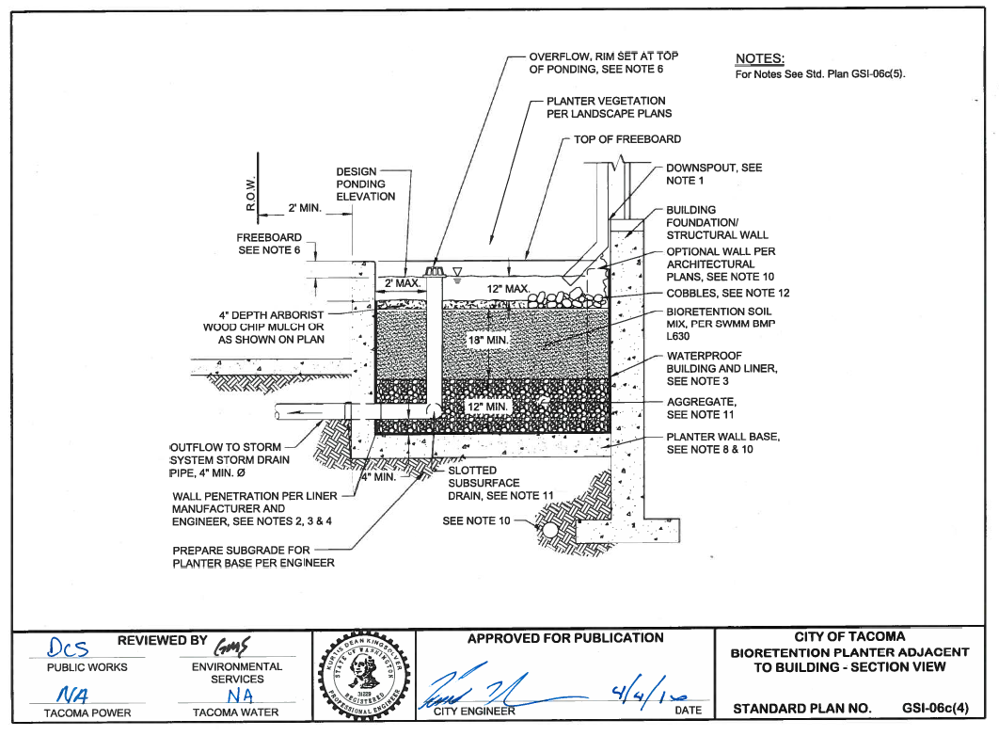 OVERFLOW, RIM SET AT TOP
OF PONDING, SEE NOTE 6
NOTES:
For Notes See Std. Plan GSI-06c(5).
PLANTER VEGETATION
PER LANDSCAPE PLANS
TOP OF FREEBOARD
DESIGN
PONDING
ELEVATION
R.O.W.
2' MIN.
FREEBOARD
SEE NOTE 6
DOWNSPOUT, SEE
NOTE 1
BUILDING
FOUNDATION/
STRUCTURAL WALL
OPTIONAL WALL PER
ARCHITECTURAL
PLANS, SEE NOTE 10
COBBLES, SEE NOTE 12
BIORETENTION SOIL
MIX, PER SWMM BMP
L630
WATERPROOF
BUILDING AND LINER,
SEE NOTE 3
AGGREGATE,
SEE NOTE 11
PLANTER WALL BASE,
SEE NOTE 8 & 10
2' MAX.
12" MAX.
18" MIN.
12" MIN.
4" DEPTH ARBORIST
WOOD CHIP MULCH OR
AS SHOWN ON PLAN
OUTFLOW TO STORM
SYSTEM STORM DRAIN
PIPE, 4" MIN. Ø
4" MIN.
SLOTTED
SUBSURFACE
DRAIN, SEE NOTE 11
WALL PENETRATION PER LINER
MANUFACTURER AND
ENGINEER, SEE NOTES 2, 3 & 4
SEE NOTE 10
PREPARE SUBGRADE FOR
PLANTER BASE PER ENGINEER
REVIEWED BY
DCS
PUBLIC WORKS
GMS
ENVIRONMENTAL
SERVICES
NA
TACOMA POWER
NA
TACOMA WATER
KURTIS DEAN KINGSOLVER
STATE OF WASHINGTON
31229
REGISTERED
PROFESSIONAL ENGINEER
APPROVED FOR PUBLICATION
CITY ENGINEER
4/4/16
DATE
CITY OF TACOMA
BIORETENTION PLANTER ADJACENT
TO BUILDING - SECTION VIEW
STANDARD PLAN NO. GSI-06c(4)